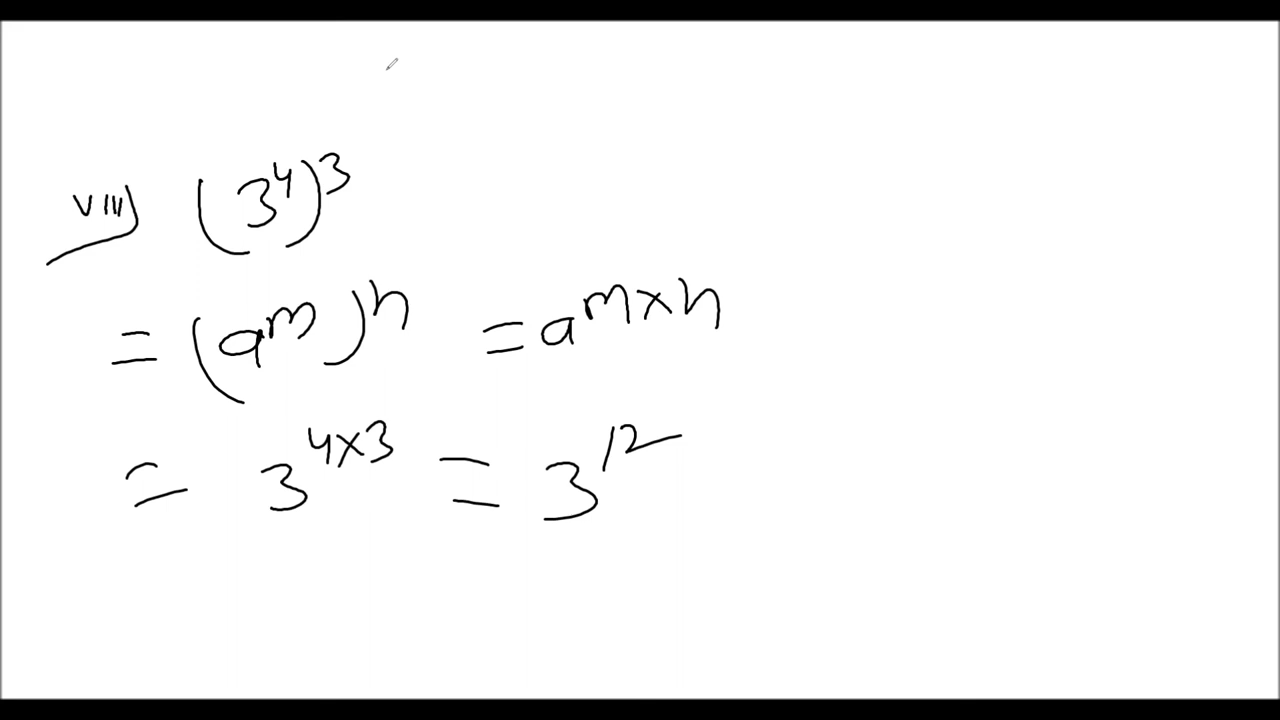 viii) (3^4)^3
= (a^m)^n = a^{m×n}
= 3^{4×3} = 3^{12}